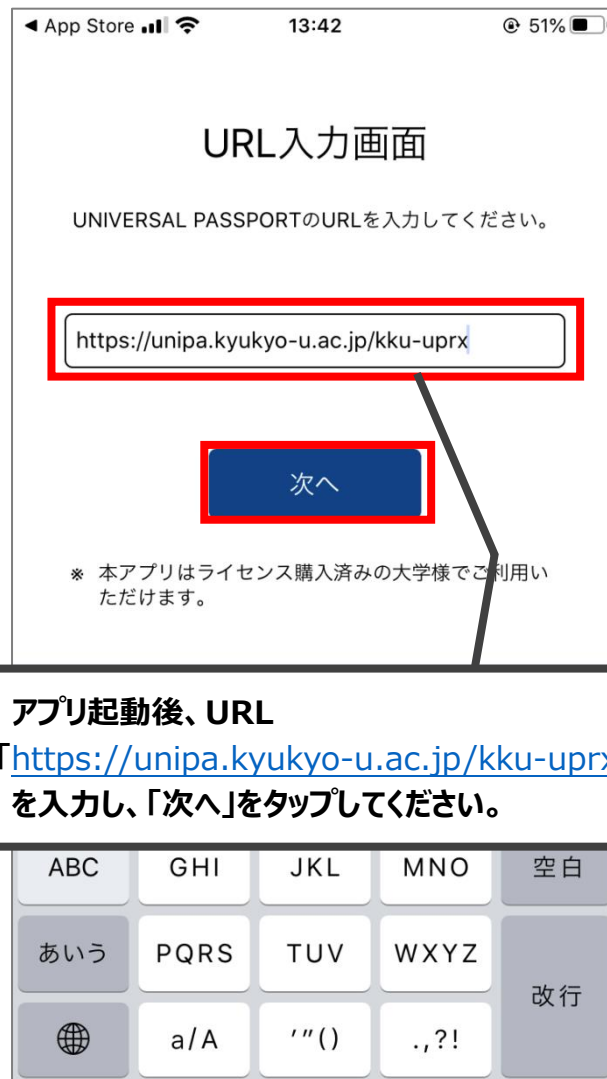 ◀ App Store 13:42 51%
URL入力画面
UNIVERSAL PASSPORTのURLを入力してください。
https://unipa.kyukyo-u.ac.jp/kku-uprx
次へ
※ 本アプリはライセンス購入済みの大学様でご利用い
ただけます。
アプリ起動後、URL
「https://unipa.kyukyo-u.ac.jp/kku-uprx
を入力し、「次へ」をタップしてください。
ABC GHI JKL MNO 空白
あいう PQRS TUV WXYZ
改行
a/A ’”() .,?!